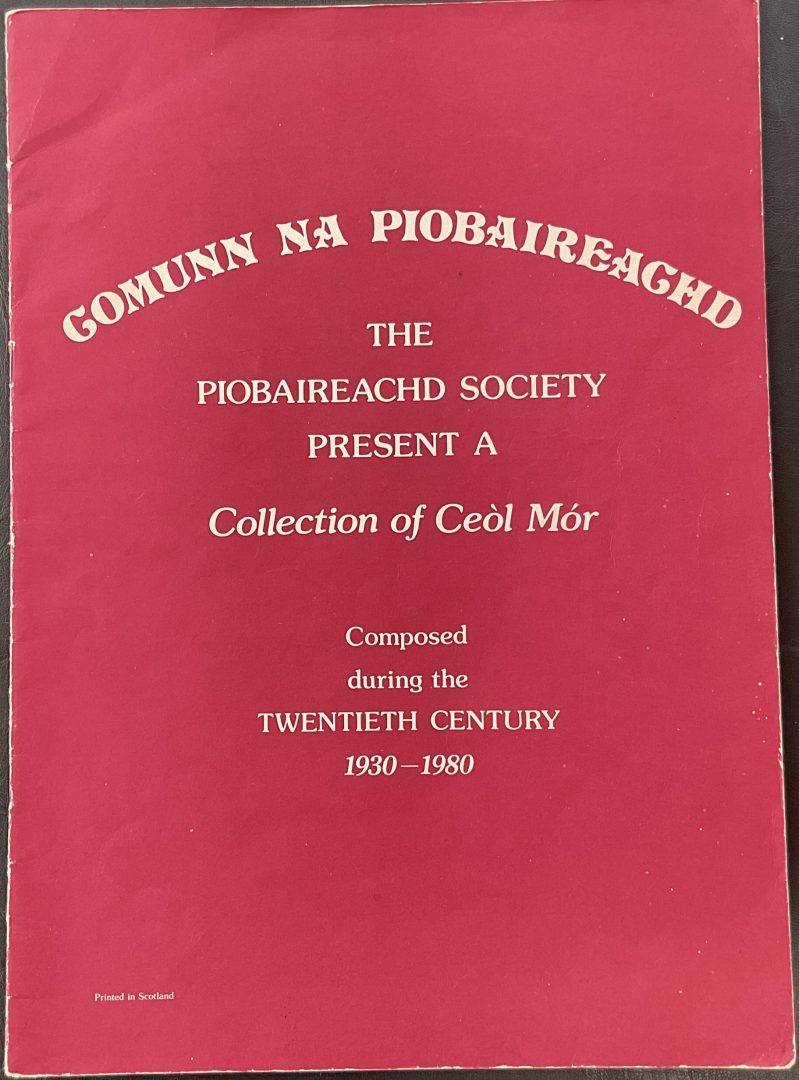 COMUNN NA PIOBAIREACHD
THE
PIOBAIREACHD SOCIETY
PRESENT A
Collection of Ceòl Mór
Composed
during the
TWENTIETH CENTURY
1930–1980
Printed in Scotland